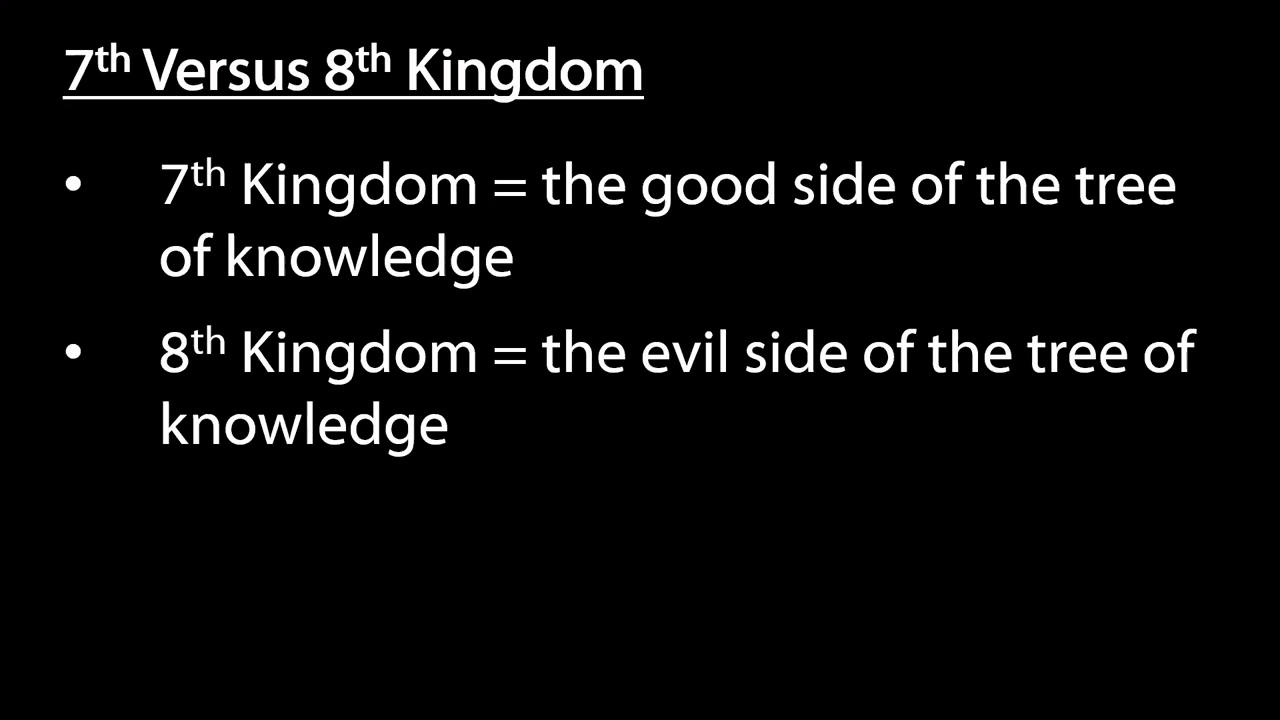 7th Versus 8th Kingdom
• 7th Kingdom = the good side of the tree
of knowledge
• 8th Kingdom = the evil side of the tree of
knowledge